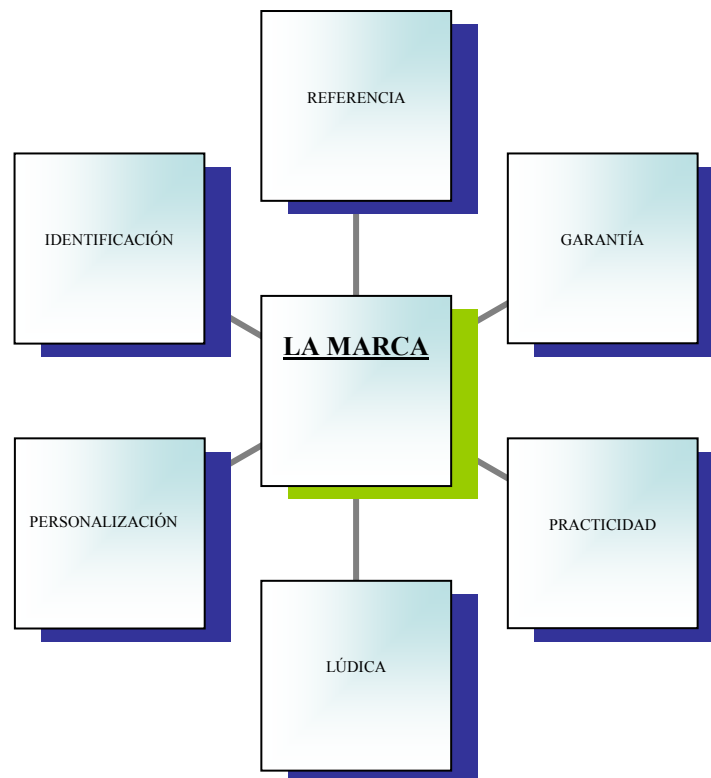 REFERENCIA
IDENTIFICACIÓN
GARANTÍA
LA MARCA
PERSONALIZACIÓN
PRACTICIDAD
LÚDICA